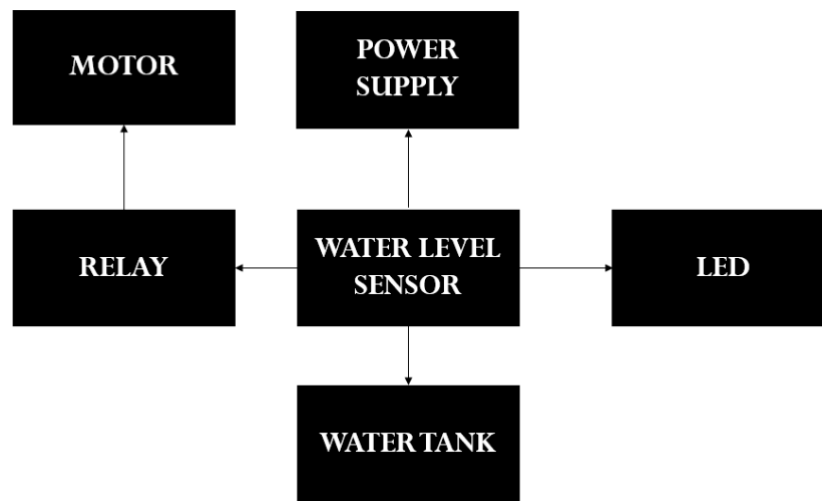 MOTOR
POWER
SUPPLY
RELAY
WATER LEVEL
SENSOR
LED
WATER TANK